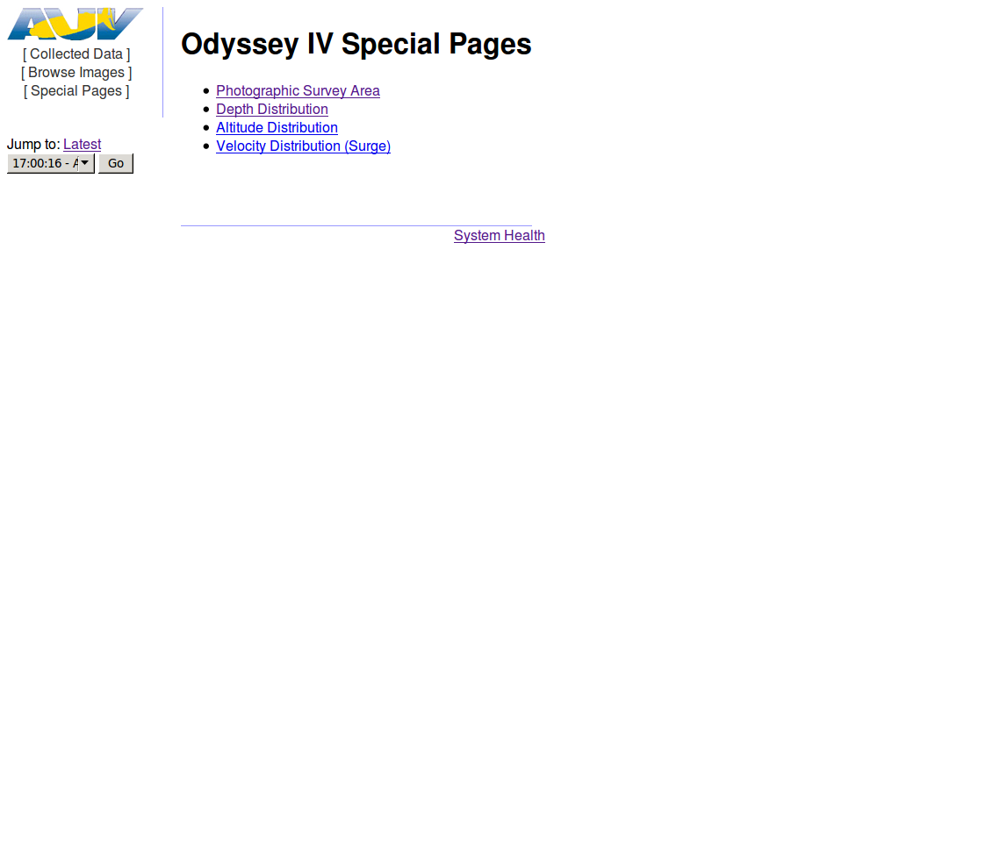 AUV
[ Collected Data ]
[ Browse Images ]
[ Special Pages ]
Jump to: Latest
17:00:16 -
Go
Odyssey IV Special Pages
Photographic Survey Area
Depth Distribution
Altitude Distribution
Velocity Distribution (Surge)
System Health